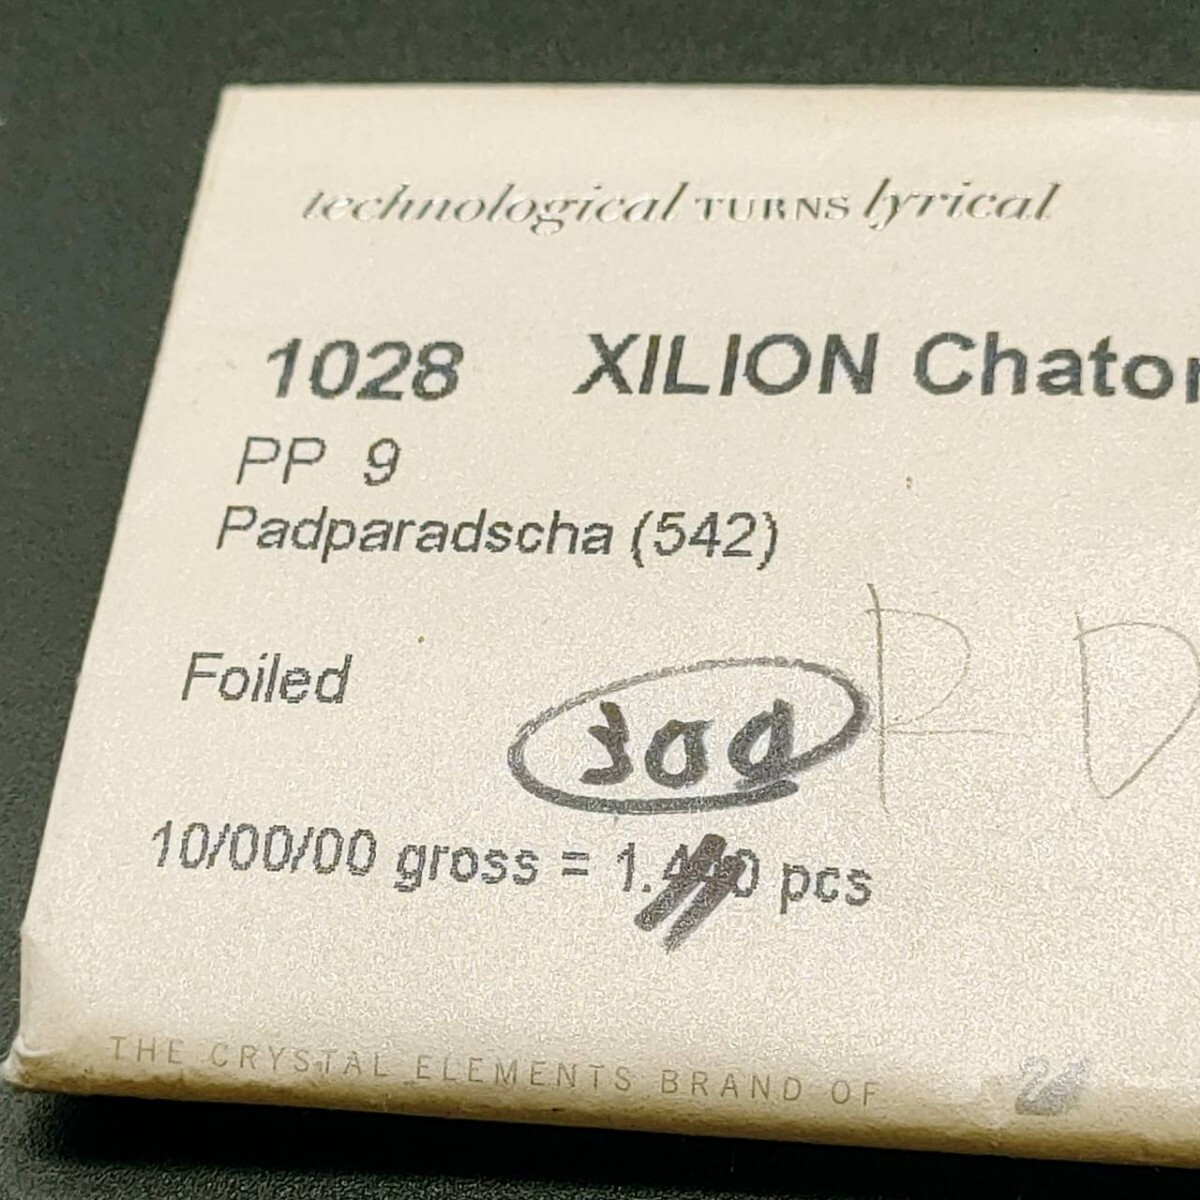 technological TURNS lyrical
1028 XILION Chaton
PP 9
Padparadscha (542)
Foiled
300
P D
10/00/00 gross = 1.440 pcs
THE CRYSTAL ELEMENTS BRAND OF